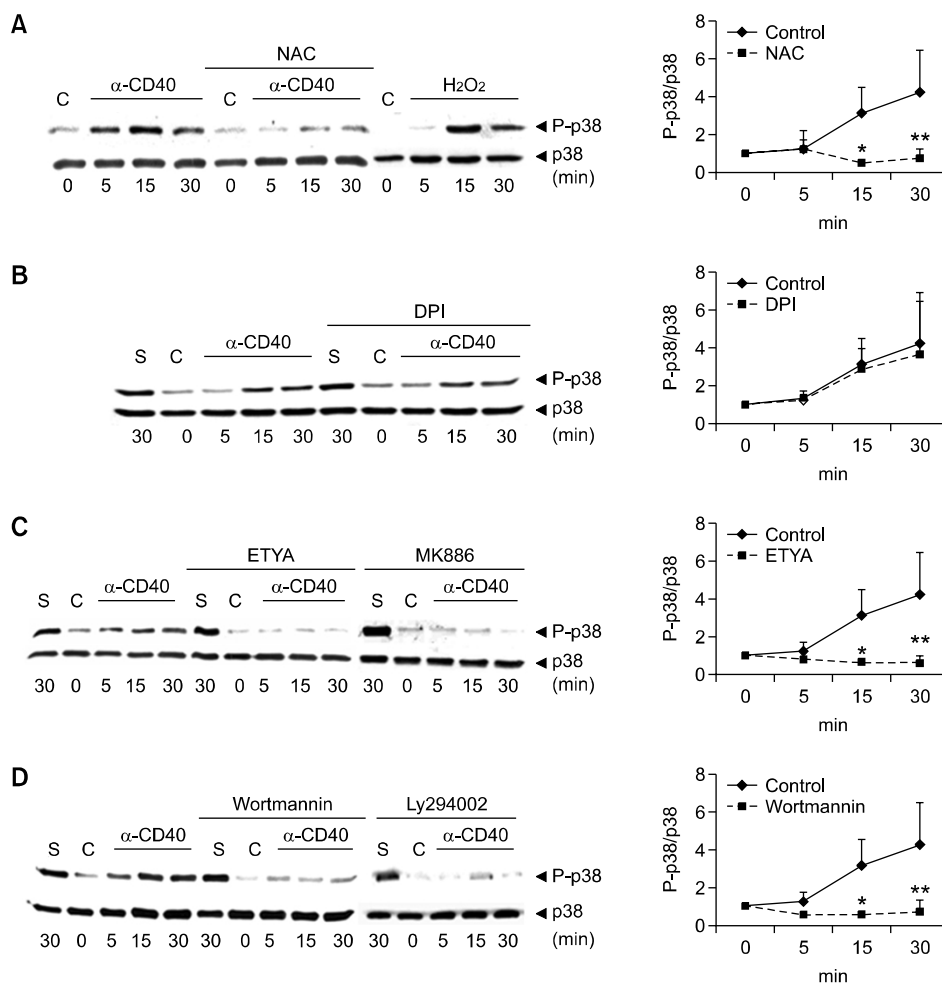 A
NAC
α-CD40
α-CD40
H2O2
C
C
C
P-p38
p38
0 5 15 30 0 5 15 30 0 5 15 30 (min)
Control
NAC
P-p38/p38
8
6
4
2
0
* **
0 5 15 30
min
B
DPI
α-CD40
α-CD40
S C S C
P-p38
p38
30 0 5 15 30 30 0 5 15 30 (min)
Control
DPI
P-p38/p38
8
6
4
2
0
0 5 15 30
min
C
ETYA MK886
α-CD40 α-CD40 α-CD40
S C S C S C
P-p38
p38
30 0 5 15 30 30 0 5 15 30 30 0 5 15 30 (min)
Control
ETYA
P-p38/p38
8
6
4
2
0
* **
0 5 15 30
min
D
Wortmannin Ly294002
α-CD40 α-CD40 α-CD40
S C S C S C
P-p38
p38
30 0 5 15 30 30 0 5 15 30 30 0 5 15 30 (min)
Control
Wortmannin
P-p38/p38
8
6
4
2
0
* **
0 5 15 30
min